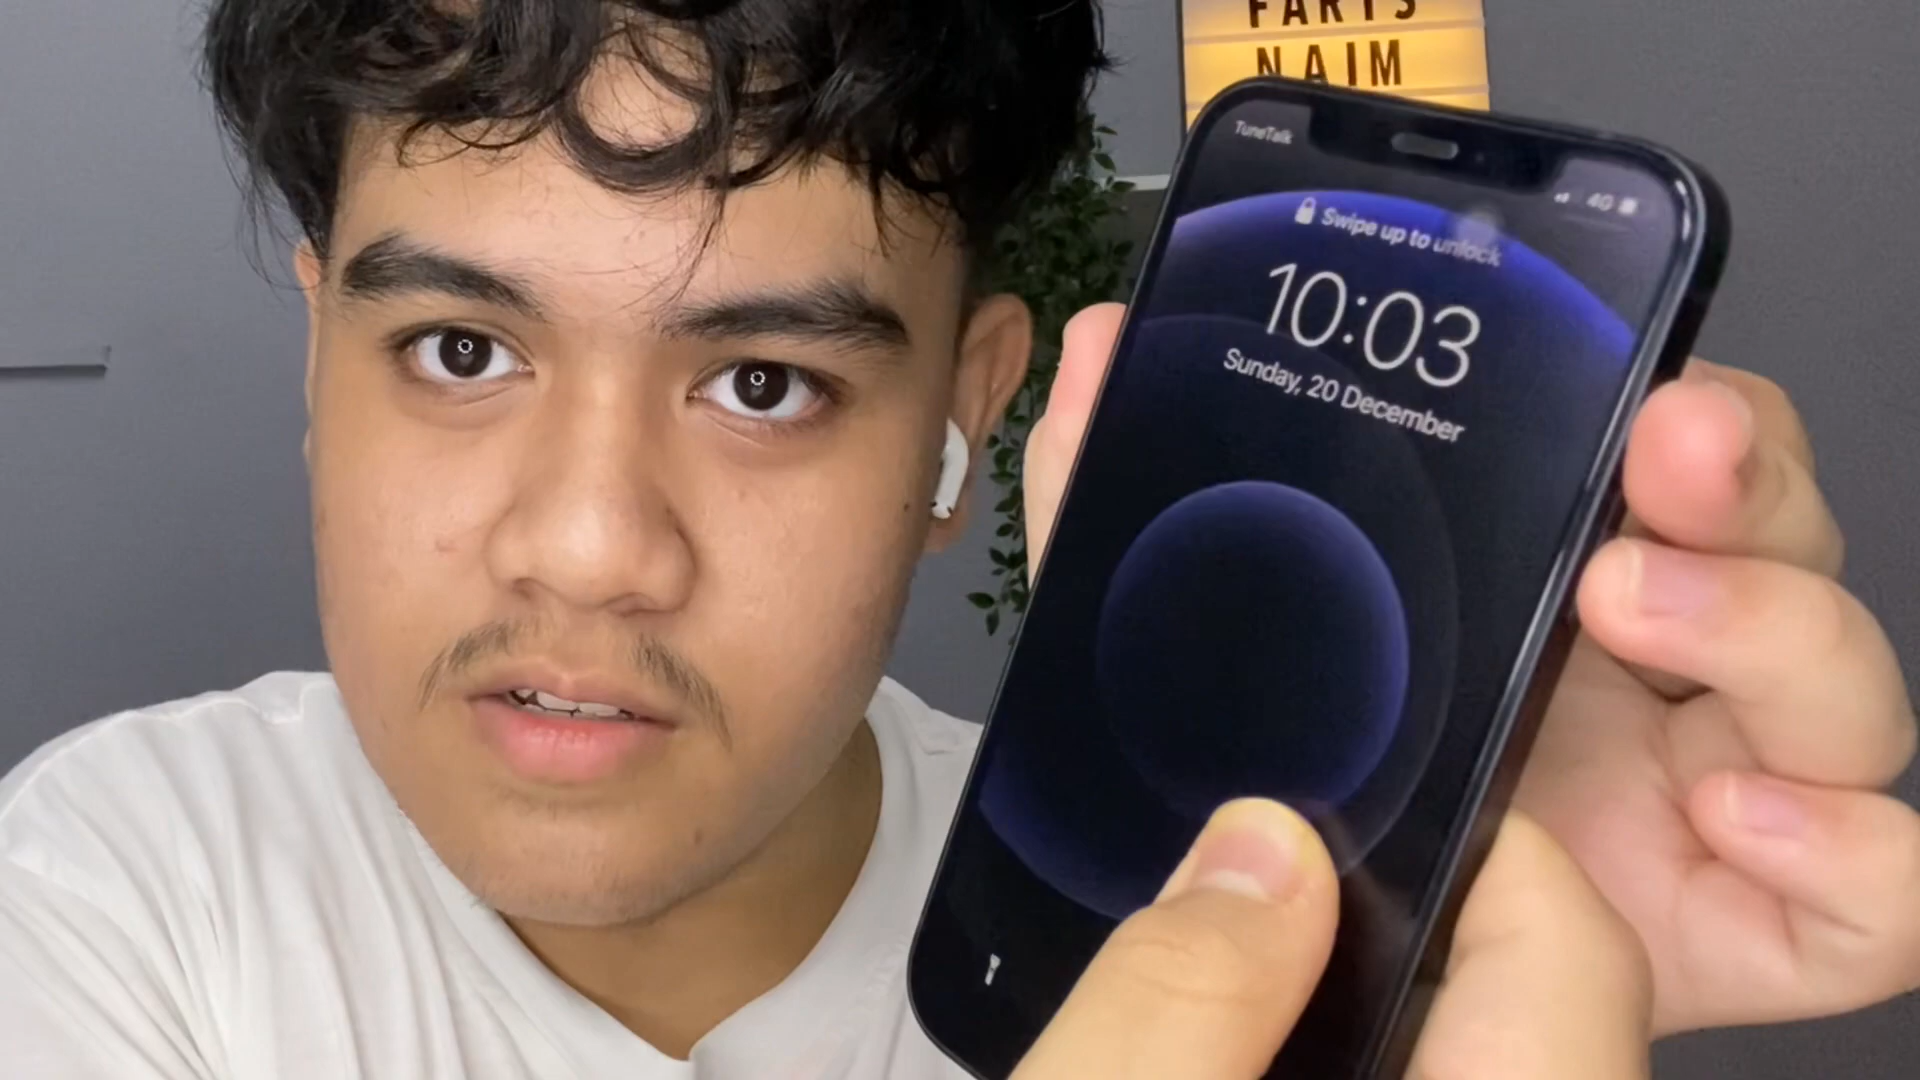 FARIS
NAIM
TuneTalk
4G
Swipe up to unlock
10:03
Sunday, 20 December